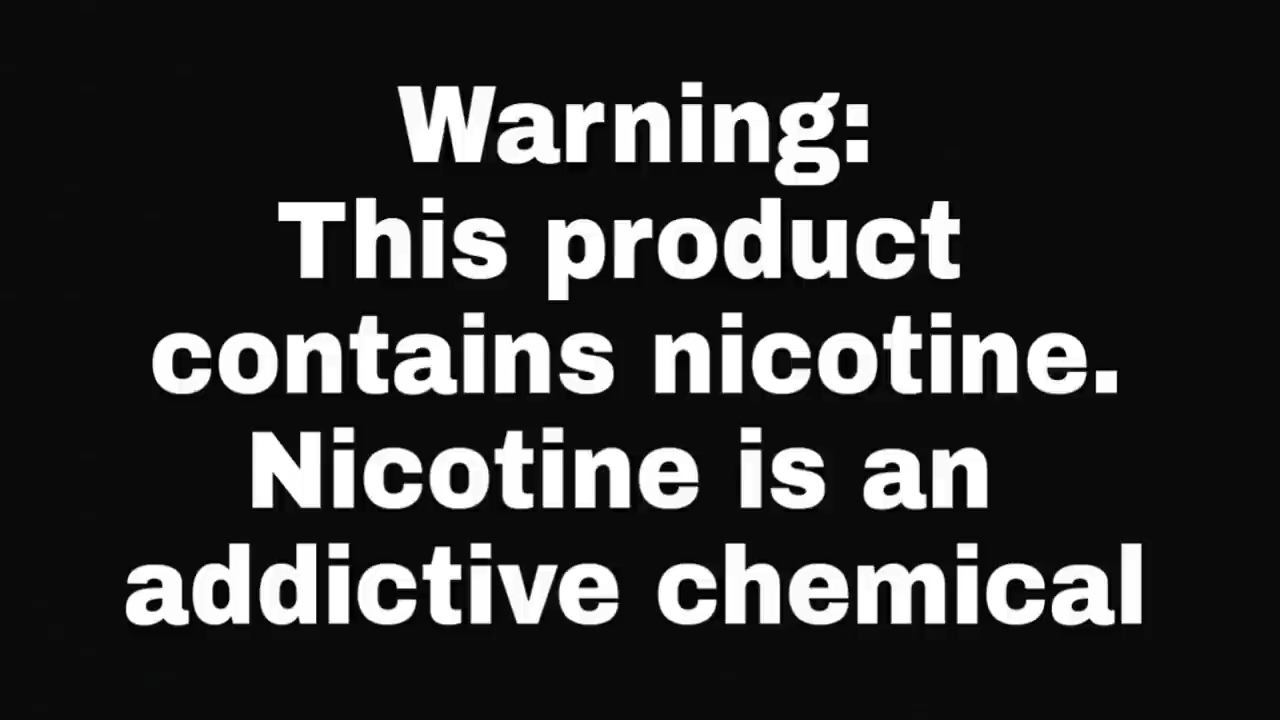 Warning:
This product
contains nicotine.
Nicotine is an
addictive chemical